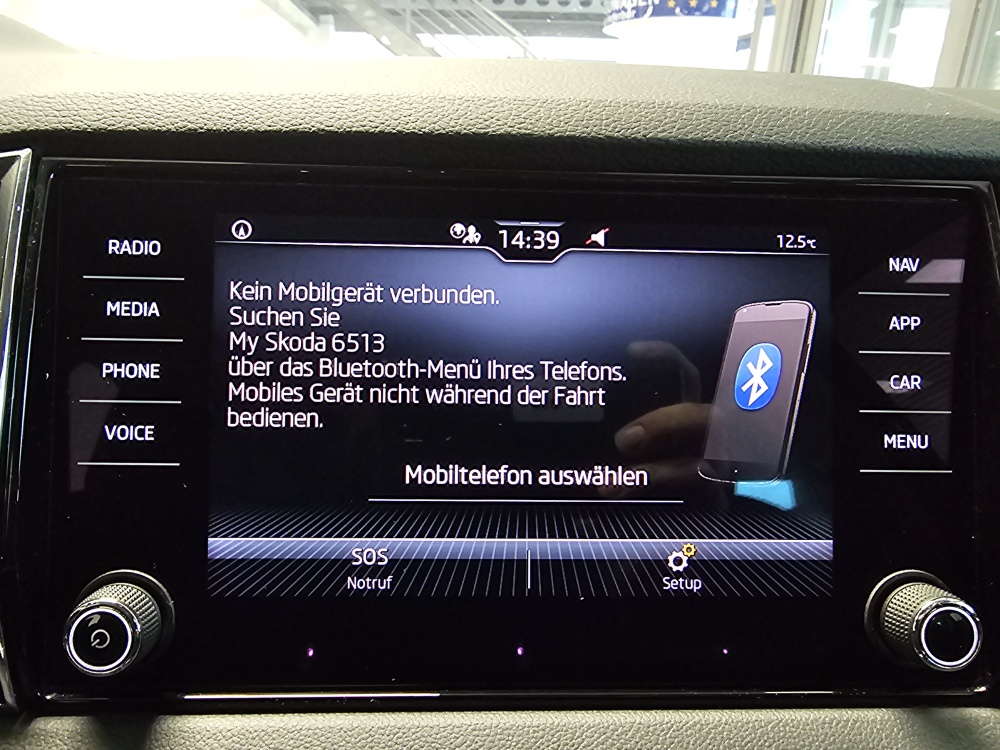 WAGEN
RADIO
MEDIA
PHONE
VOICE
14:39
12.5°C
Kein Mobilgerät verbunden.
Suchen Sie
My Skoda 6513
über das Bluetooth-Menü Ihres Telefons.
Mobiles Gerät nicht während der Fahrt
bedienen.
Mobiltelefon auswählen
SOS
Notruf
Setup
NAV
APP
CAR
MENU